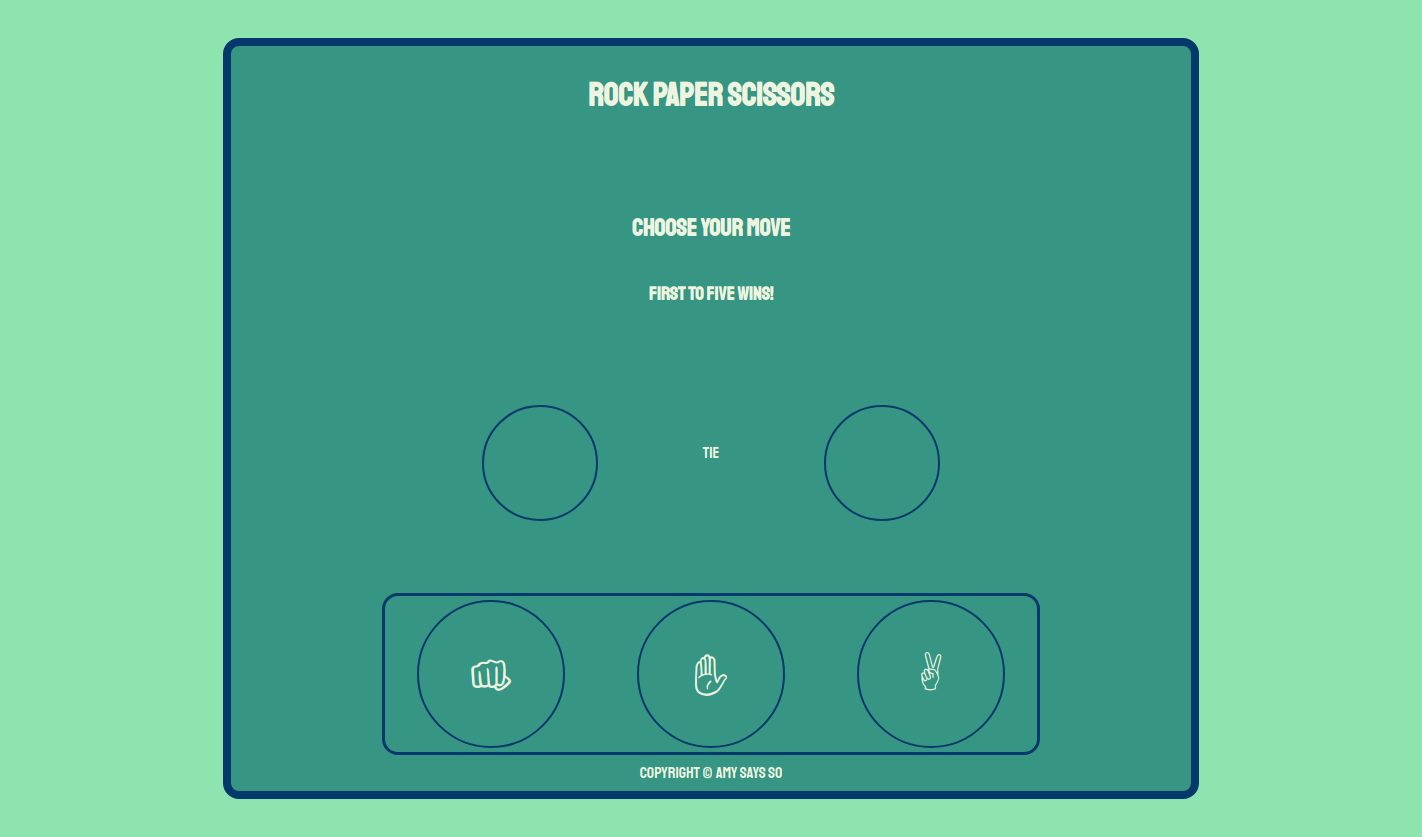 ROCK PAPER SCISSORS
CHOOSE YOUR MOVE
FIRST TO FIVE WINS!
TIE
COPYRIGHT © AMY SAYS SO